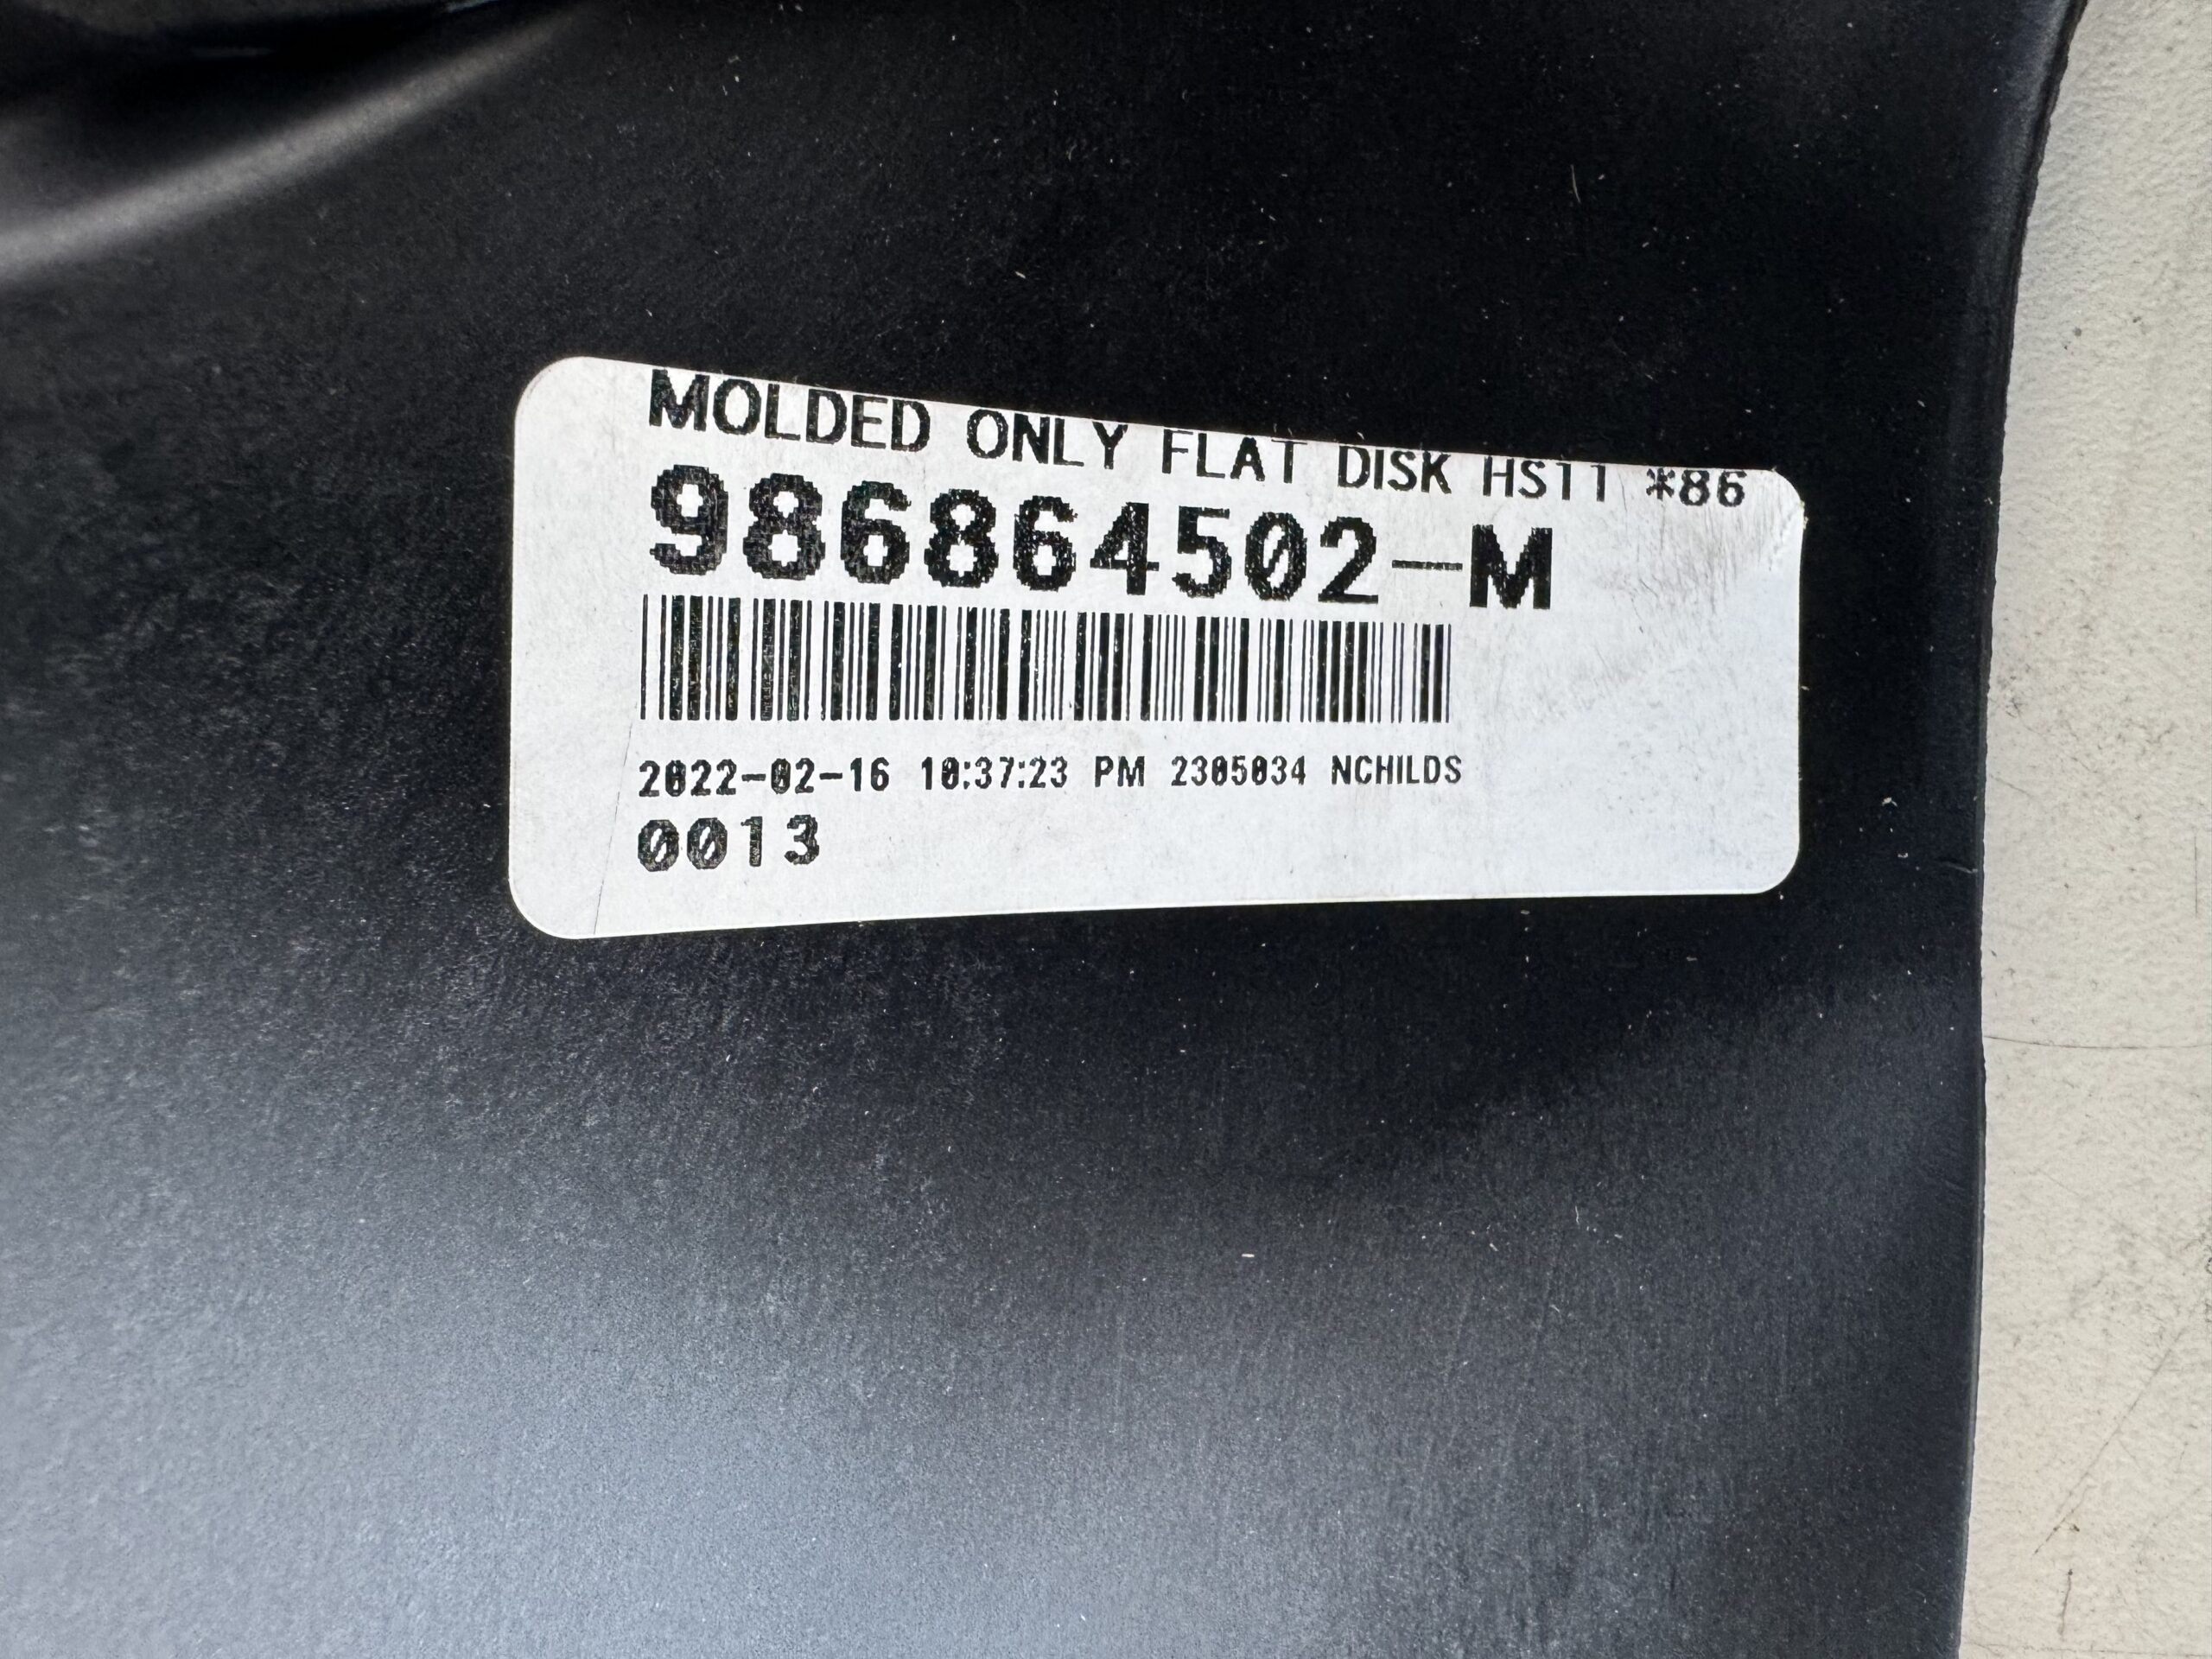 MOLDED ONLY FLAT DISK HS11 *86
986864502-M
2022-02-16 10:37:23 PM 2305034 NCHILDS
0013